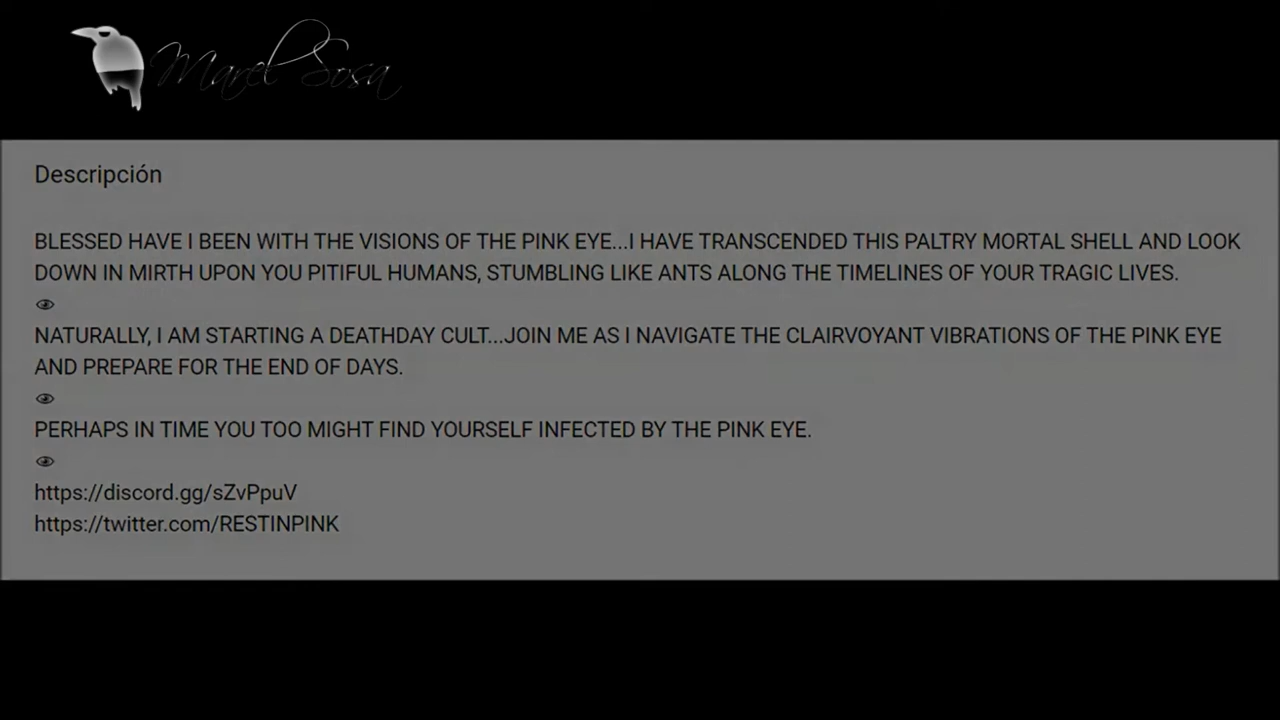 Marel Sosa
Descripción
BLESSED HAVE I BEEN WITH THE VISIONS OF THE PINK EYE...I HAVE TRANSCENDED THIS PALTRY MORTAL SHELL AND LOOK
DOWN IN MIRTH UPON YOU PITIFUL HUMANS, STUMBLING LIKE ANTS ALONG THE TIMELINES OF YOUR TRAGIC LIVES.
👁
NATURALLY, I AM STARTING A DEATHDAY CULT...JOIN ME AS I NAVIGATE THE CLAIRVOYANT VIBRATIONS OF THE PINK EYE
AND PREPARE FOR THE END OF DAYS.
👁
PERHAPS IN TIME YOU TOO MIGHT FIND YOURSELF INFECTED BY THE PINK EYE.
👁
https://discord.gg/sZvPpuV
https://twitter.com/RESTINPINK